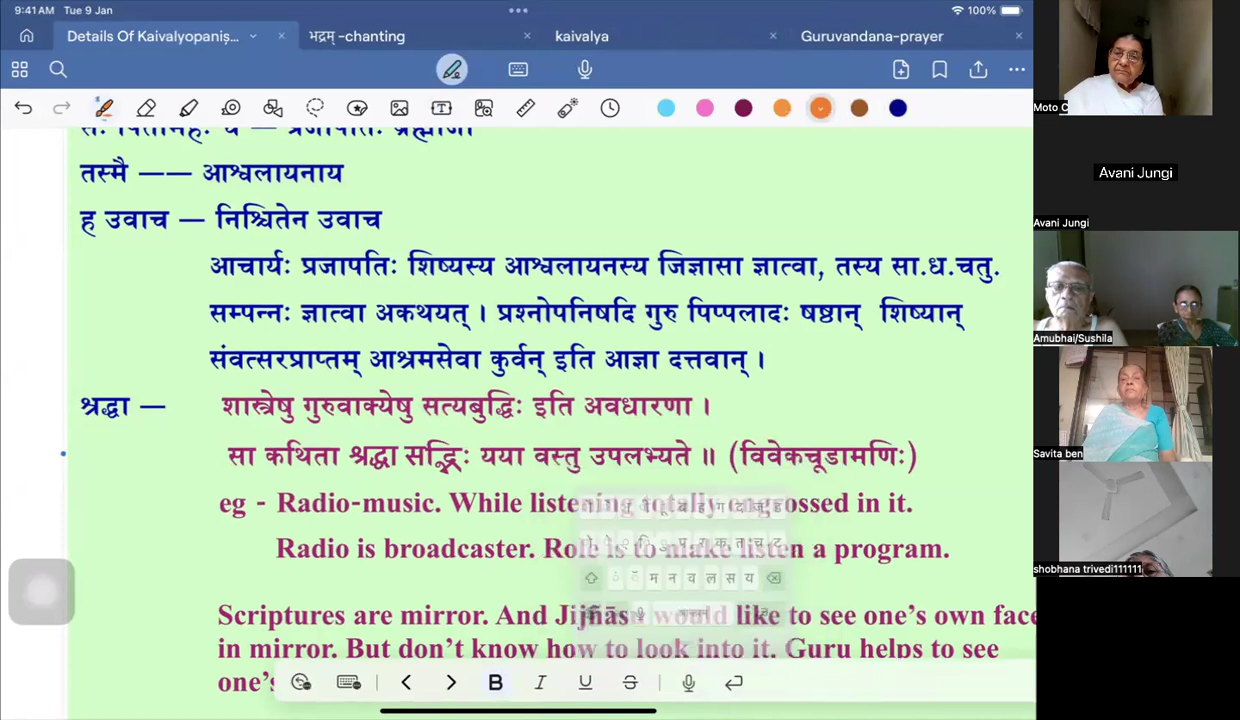 9:41 AM Tue 9 Jan
100%
Details Of Kaivalyopaniṣ...
भद्रम् -chanting
kaivalya
Guruvandana-prayer
तस्मै —— आश्वलायनाय
ह उवाच — निश्चितेन उवाच
आचार्यः प्रजापतिः शिष्यस्य आश्वलायनस्य जिज्ञासा ज्ञात्वा, तस्य सा.ध.चतु.
सम्पन्नः ज्ञात्वा अकथयत् । प्रश्नोपनिषदि गुरु पिप्पलादः षष्ठान् शिष्यान्
संवत्सरप्राप्तम् आश्रमसेवा कुर्वन् इति आज्ञा दत्तवान् ।
श्रद्धा — शास्त्रेषु गुरुवाक्येषु सत्यबुद्धिः इति अवधारणा ।
सा कथिता श्रद्धा सद्भिः यया वस्तु उपलभ्यते ॥ (विवेकचूडामणिः)
eg - Radio-music. While listening totally engrossed in it.
Radio is broadcaster. Role is to make listen a program.
Scriptures are mirror. And Jijñāsu would like to see one's own face
in mirror. But don't know how to look into it. Guru helps to see
one's
B I U S
Moto C
Avani Jungi
Avani Jungi
Amubhai/Sushila
Savita ben
shobhana trivedi111111